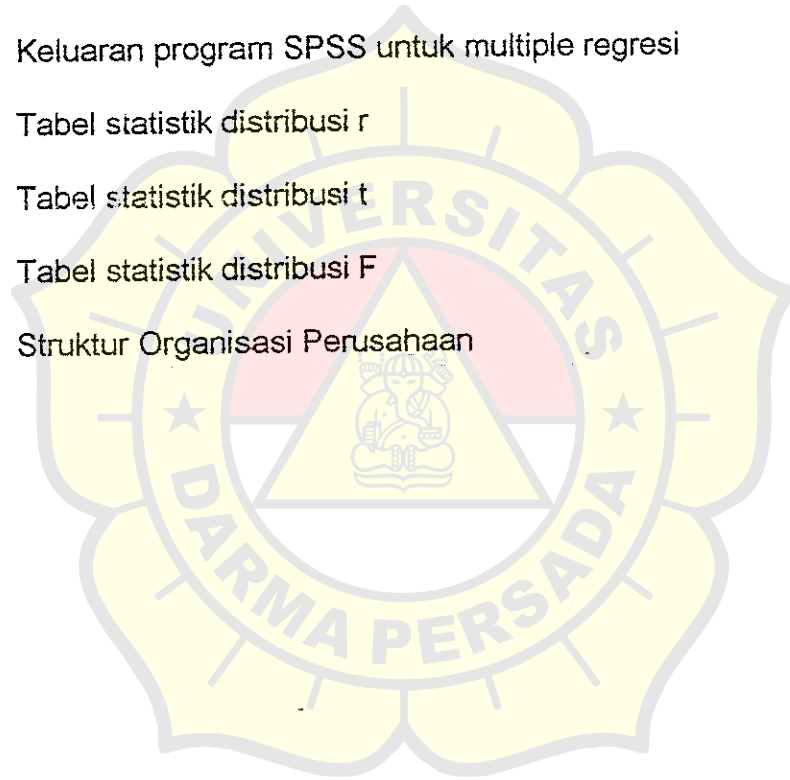 Keluaran program SPSS untuk multiple regresi
Tabel statistik distribusi r
Tabel statistik distribusi t
Tabel statistik distribusi F
Struktur Organisasi Perusahaan
UNIVERSITAS
DARMA PERSADA